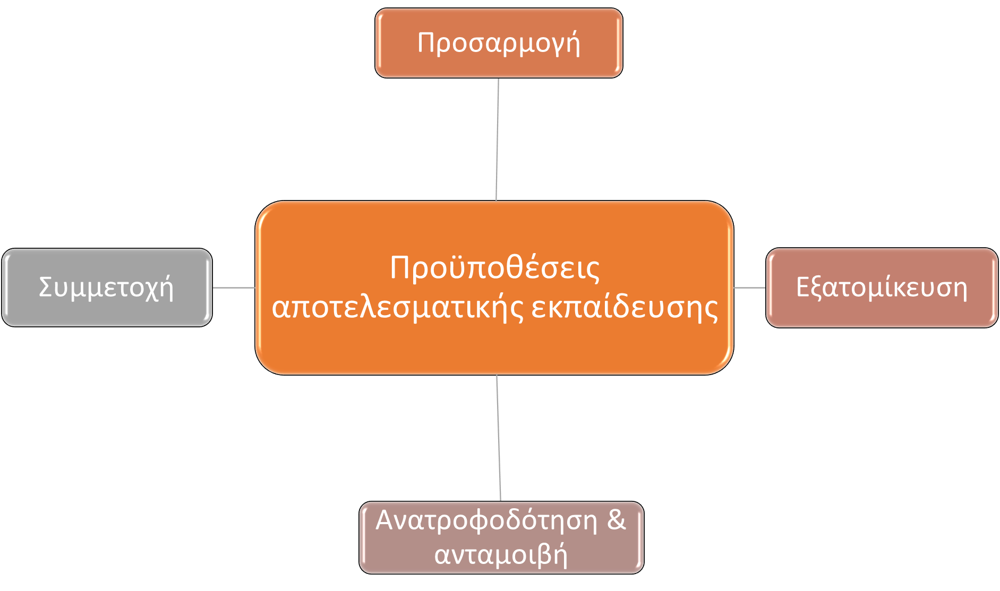 Προσαρμογή
Προϋποθέσεις
αποτελεσματικής εκπαίδευσης
Συμμετοχή
Εξατομίκευση
Ανατροφοδότηση &
ανταμοιβή